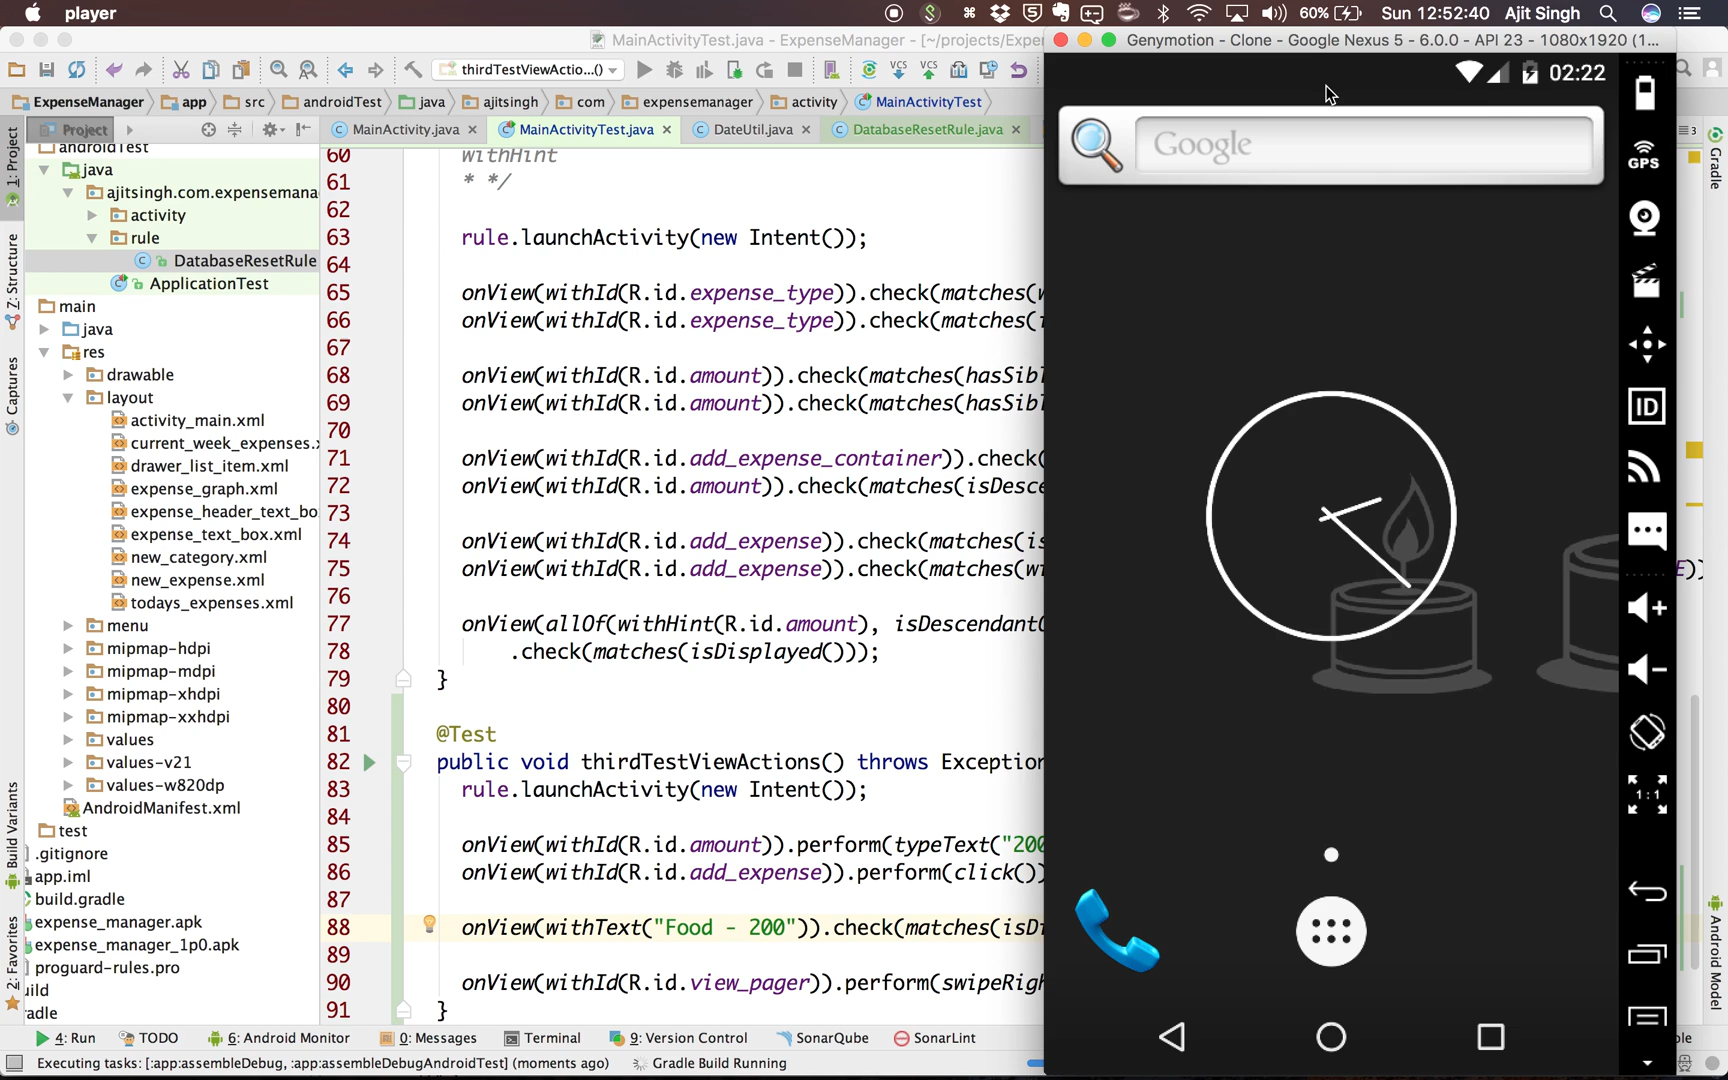 player
60%
Sun 12:52:40
Ajit Singh
MainActivityTest.java - ExpenseManager - [~/projects/Expen
Genymotion - Clone - Google Nexus 5 - 6.0.0 - API 23 - 1080x1920 (1...
thirdTestViewActio...()
ExpenseManager
app
src
androidTest
java
ajitsingh
com
expensemanager
activity
MainActivityTest
Project
MainActivity.java
MainActivityTest.java
DateUtil.java
DatabaseResetRule.java
1: Project
Z: Structure
Captures
Build Variants
2: Favorites
androidTest
java
ajitsingh.com.expensema
activity
rule
DatabaseResetRule
ApplicationTest
main
java
res
drawable
layout
activity_main.xml
current_week_expenses.
drawer_list_item.xml
expense_graph.xml
expense_header_text_bo
expense_text_box.xml
new_category.xml
new_expense.xml
todays_expenses.xml
menu
mipmap-hdpi
mipmap-mdpi
mipmap-xhdpi
mipmap-xxhdpi
values
values-v21
values-w820dp
AndroidManifest.xml
test
.gitignore
app.iml
build.gradle
expense_manager.apk
expense_manager_1p0.apk
proguard-rules.pro
uild
radle
60 withHint
61 * */
62
63 rule.launchActivity(new Intent());
64
65 onView(withId(R.id.expense_type)).check(matches(w
66 onView(withId(R.id.expense_type)).check(matches(i
67
68 onView(withId(R.id.amount)).check(matches(hasSibl
69 onView(withId(R.id.amount)).check(matches(hasSibl
70
71 onView(withId(R.id.add_expense_container)).check(
72 onView(withId(R.id.amount)).check(matches(isDesce
73
74 onView(withId(R.id.add_expense)).check(matches(is
75 onView(withId(R.id.add_expense)).check(matches(wi
76
77 onView(allOf(withHint(R.id.amount), isDescendantO
78 .check(matches(isDisplayed()));
79 }
80
81 @Test
82 public void thirdTestViewActions() throws Exception
83 rule.launchActivity(new Intent());
84
85 onView(withId(R.id.amount)).perform(typeText("200
86 onView(withId(R.id.add_expense)).perform(click())
87
88 onView(withText("Food - 200")).check(matches(isDi
89
90 onView(withId(R.id.view_pager)).perform(swipeRigh
91 }
E))
02:22
Google
GPS
ID
1:1
Gradle
Android Model
4: Run
TODO
6: Android Monitor
0: Messages
Terminal
9: Version Control
SonarQube
SonarLint
Executing tasks: [:app:assembleDebug, :app:assembleDebugAndroidTest] (moments ago)
Gradle Build Running